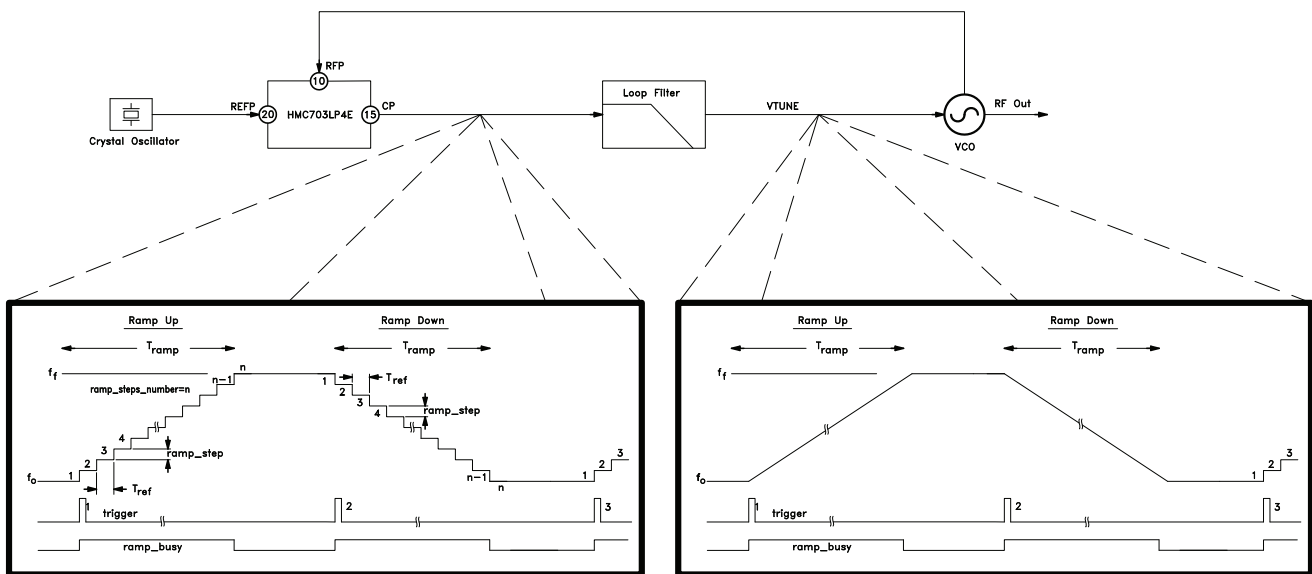 RFP
10
REFP
20
HMC703LP4E
15
CP
Crystal Oscillator
Loop Filter
VTUNE
RF Out
VCO
Ramp Up
Ramp Down
Tramp
Tramp
ff
ramp_steps_number=n
n-1
n
1
2
3
4
Tref
ramp_step
4
3
2
1
fo
ramp_step
Tref
n-1
n
1
2
3
trigger
1
2
3
ramp_busy
Ramp Up
Ramp Down
Tramp
Tramp
ff
fo
1
2
3
trigger
1
2
3
ramp_busy